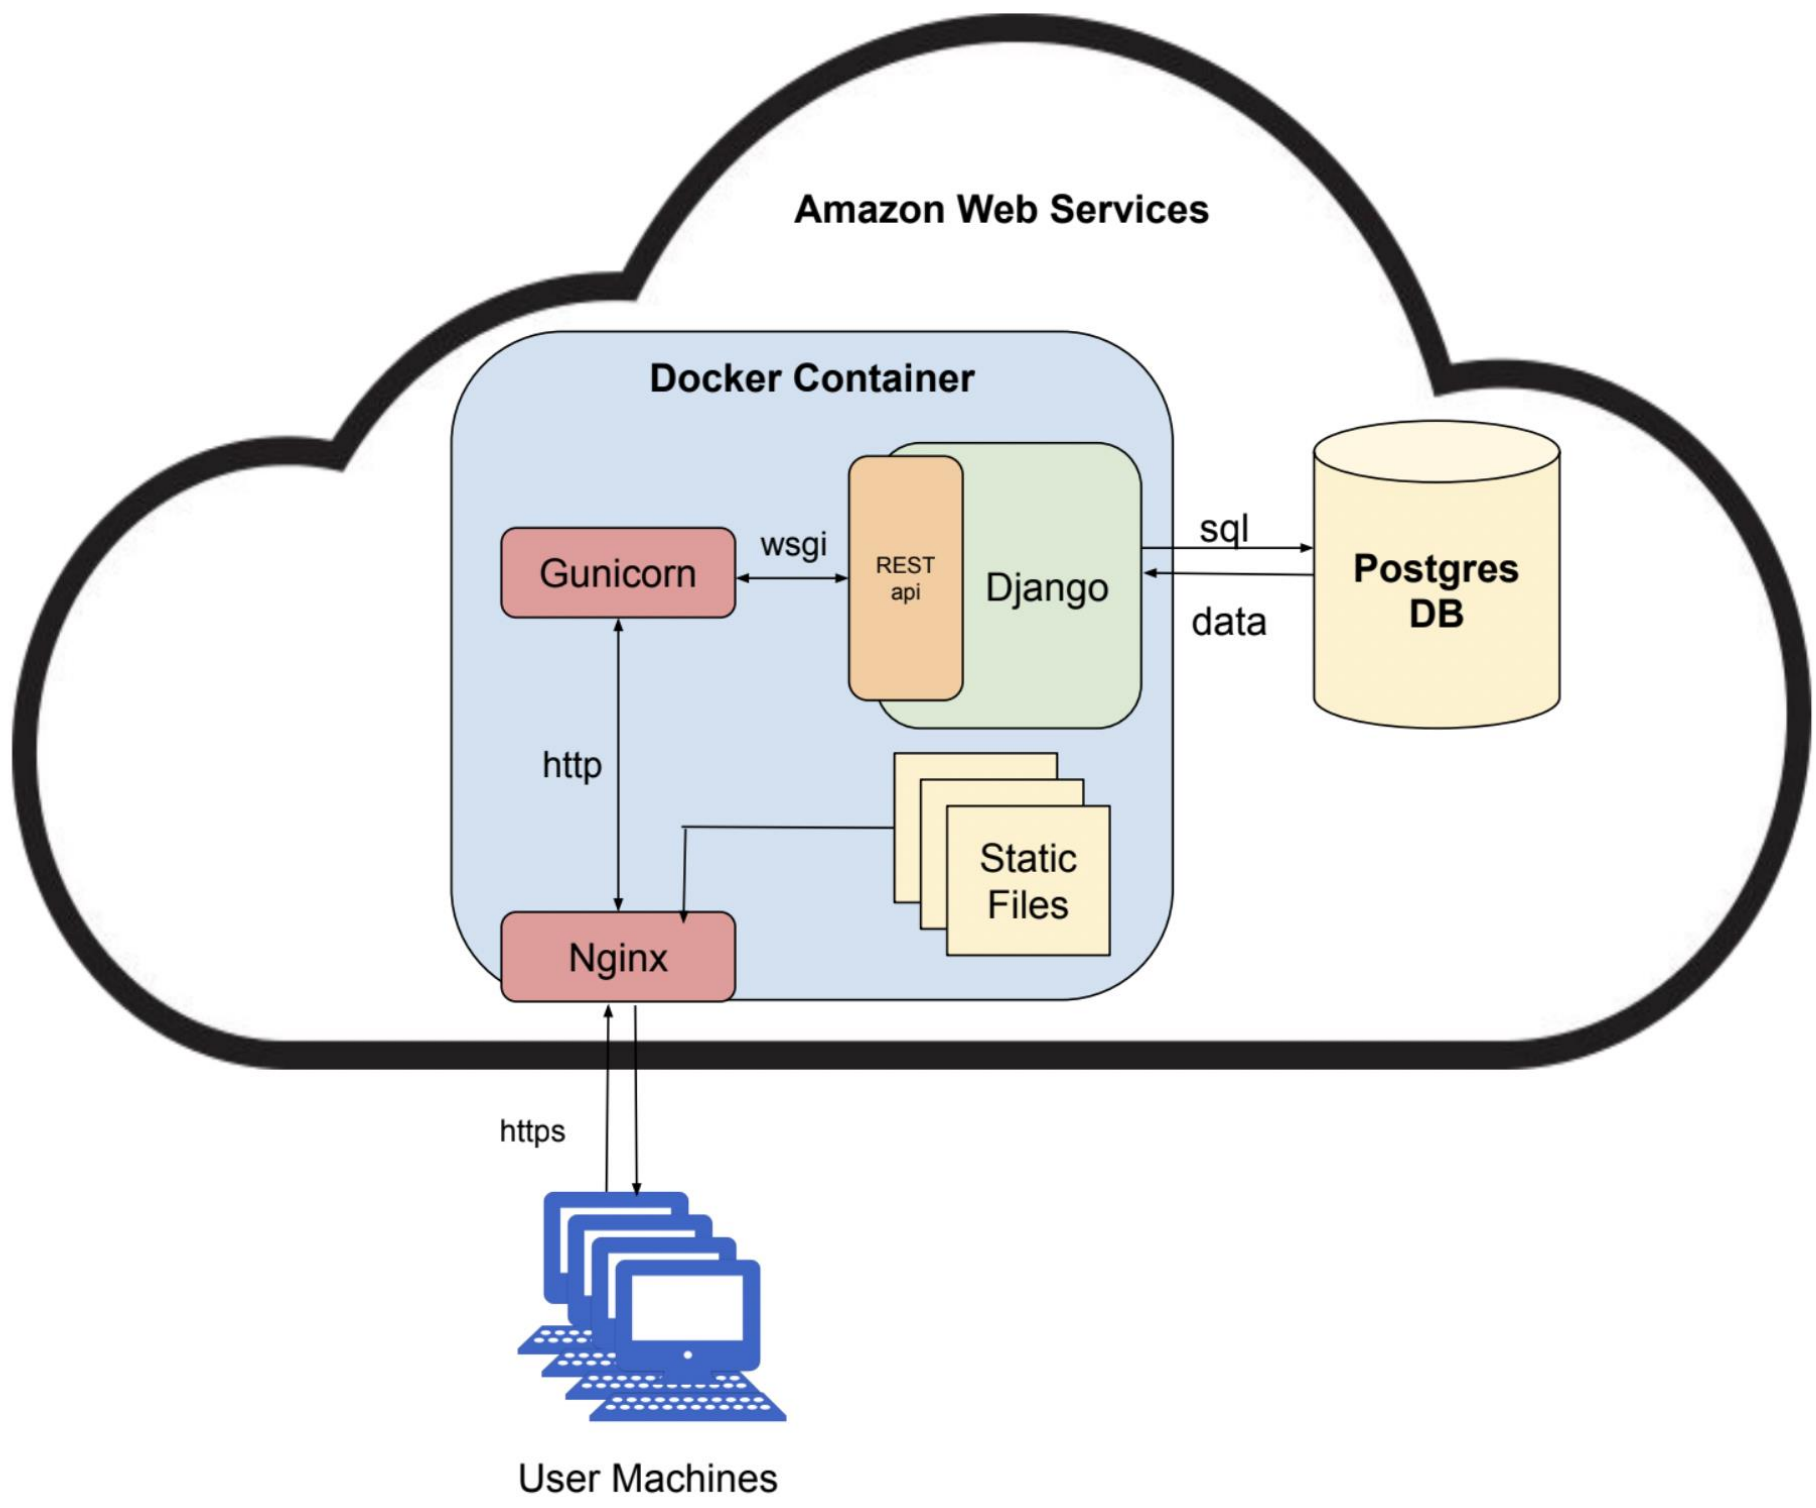 Amazon Web Services
Docker Container
Gunicorn
wsgi
REST
api
Django
sql
data
Postgres
DB
http
Static
Files
Nginx
https
User Machines